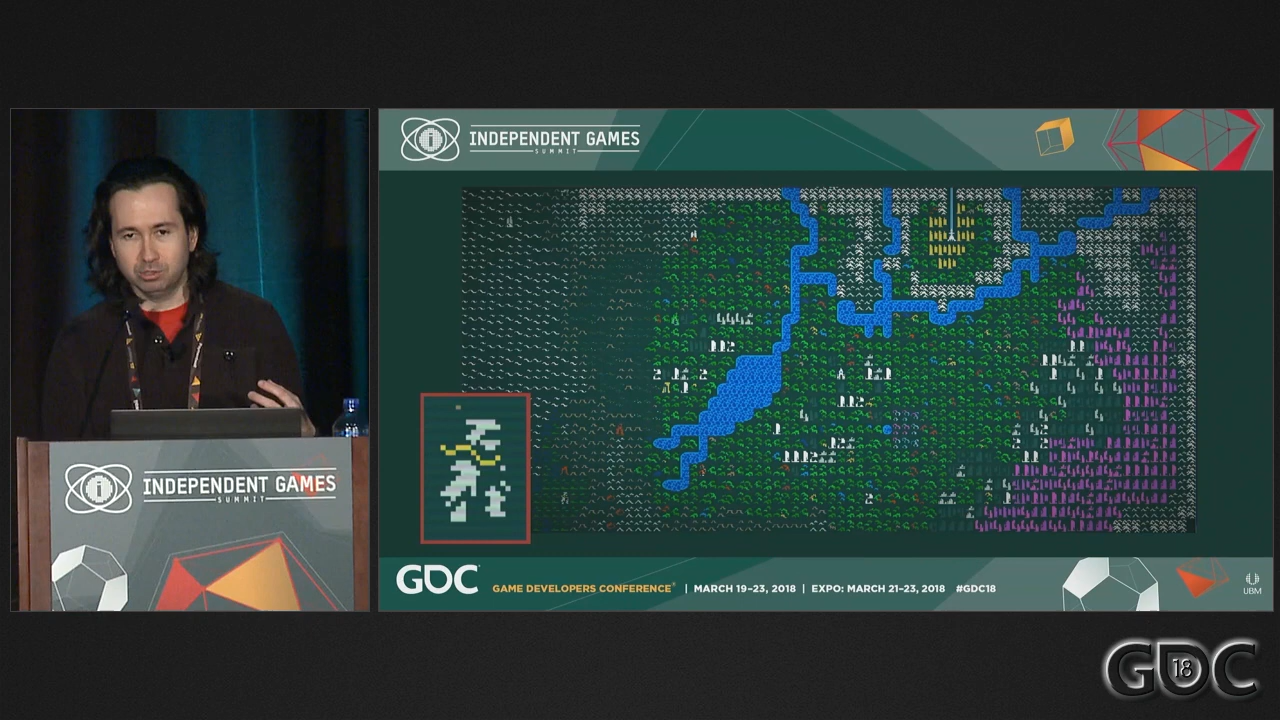 INDEPENDENT GAMES
SUMMIT
INDEPENDENT GAMES
SUMMIT
GDC
GAME DEVELOPERS CONFERENCE® | MARCH 19–23, 2018 | EXPO: MARCH 21–23, 2018 #GDC18
UBM
GDC
18